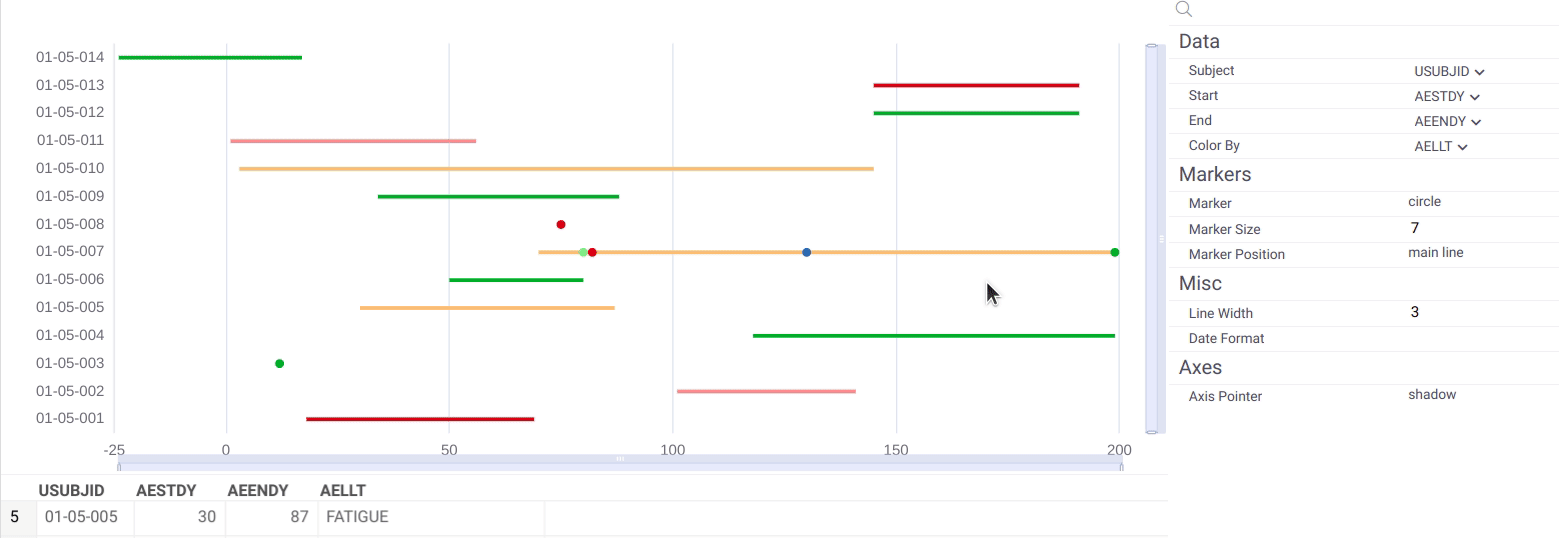 01-05-014
01-05-013
01-05-012
01-05-011
01-05-010
01-05-009
01-05-008
01-05-007
01-05-006
01-05-005
01-05-004
01-05-003
01-05-002
01-05-001
-25 0 50 100 150 200
USUBJID AESTDY AEENDY AELLT
5 01-05-005 30 87 FATIGUE
Data
Subject USUBJID
Start AESTDY
End AEENDY
Color By AELLT
Markers
Marker circle
Marker Size 7
Marker Position main line
Misc
Line Width 3
Date Format
Axes
Axis Pointer shadow